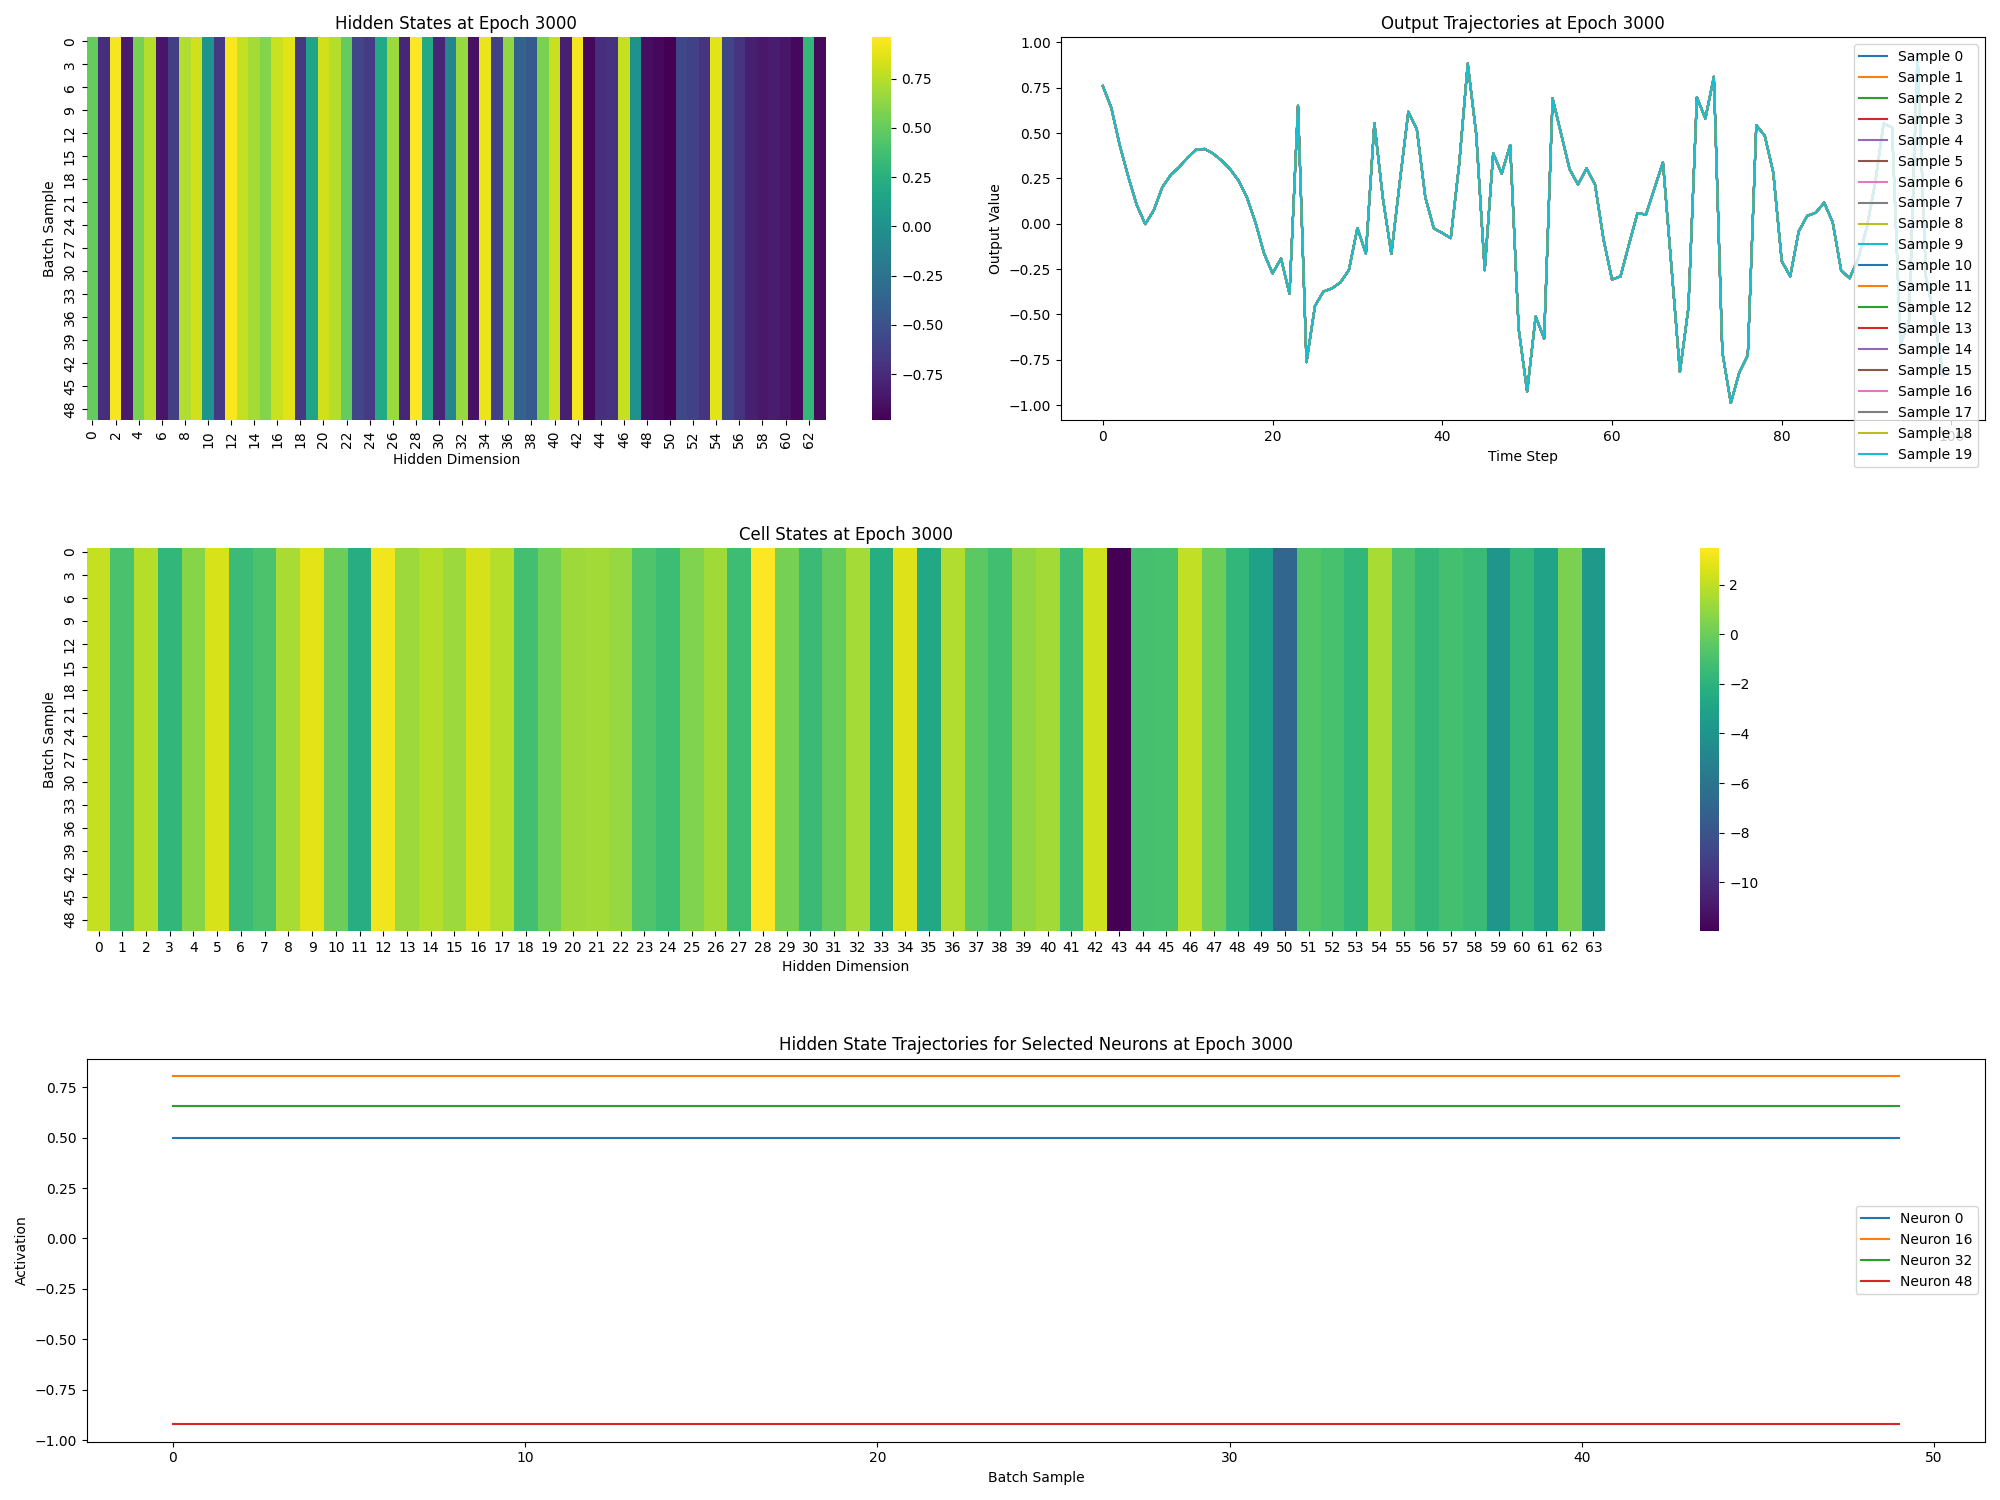 Hidden States at Epoch 3000
Batch Sample
0
3
6
9
12
15
18
21
24
27
30
33
36
39
42
45
48
0 2 4 6 8 10 12 14 16 18 20 22 24 26 28 30 32 34 36 38 40 42 44 46 48 50 52 54 56 58 60 62
Hidden Dimension
0.75
0.50
0.25
0.00
−0.25
−0.50
−0.75
Output Trajectories at Epoch 3000
Output Value
1.00
0.75
0.50
0.25
0.00
−0.25
−0.50
−0.75
−1.00
0 20 40 60 80 100
Time Step
Sample 0
Sample 1
Sample 2
Sample 3
Sample 4
Sample 5
Sample 6
Sample 7
Sample 8
Sample 9
Sample 10
Sample 11
Sample 12
Sample 13
Sample 14
Sample 15
Sample 16
Sample 17
Sample 18
Sample 19
Cell States at Epoch 3000
Batch Sample
0
3
6
9
12
15
18
21
24
27
30
33
36
39
42
45
48
0 1 2 3 4 5 6 7 8 9 10 11 12 13 14 15 16 17 18 19 20 21 22 23 24 25 26 27 28 29 30 31 32 33 34 35 36 37 38 39 40 41 42 43 44 45 46 47 48 49 50 51 52 53 54 55 56 57 58 59 60 61 62 63
Hidden Dimension
2
0
−2
−4
−6
−8
−10
Hidden State Trajectories for Selected Neurons at Epoch 3000
Activation
0.75
0.50
0.25
0.00
−0.25
−0.50
−0.75
−1.00
0 10 20 30 40 50
Batch Sample
Neuron 0
Neuron 16
Neuron 32
Neuron 48